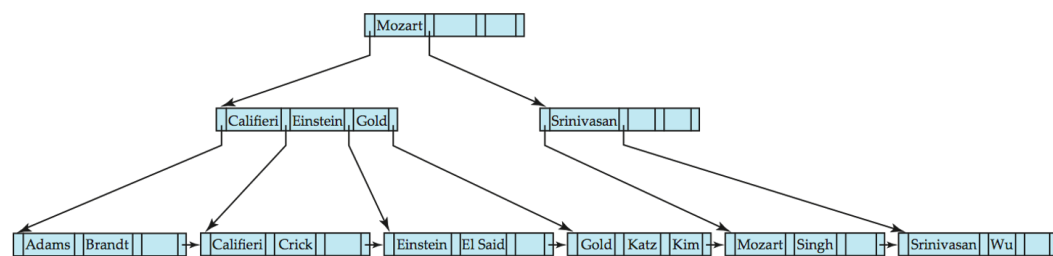 Mozart
Califieri Einstein Gold Srinivasan
Adams Brandt Califieri Crick Einstein El Said Gold Katz Kim Mozart Singh Srinivasan Wu